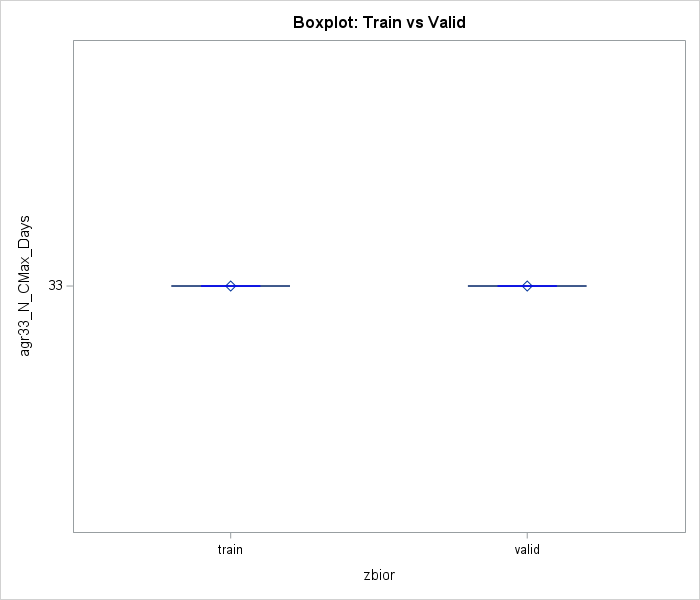 Boxplot: Train vs Valid
agr33_N_CMax_Days
33
train
valid
zbior